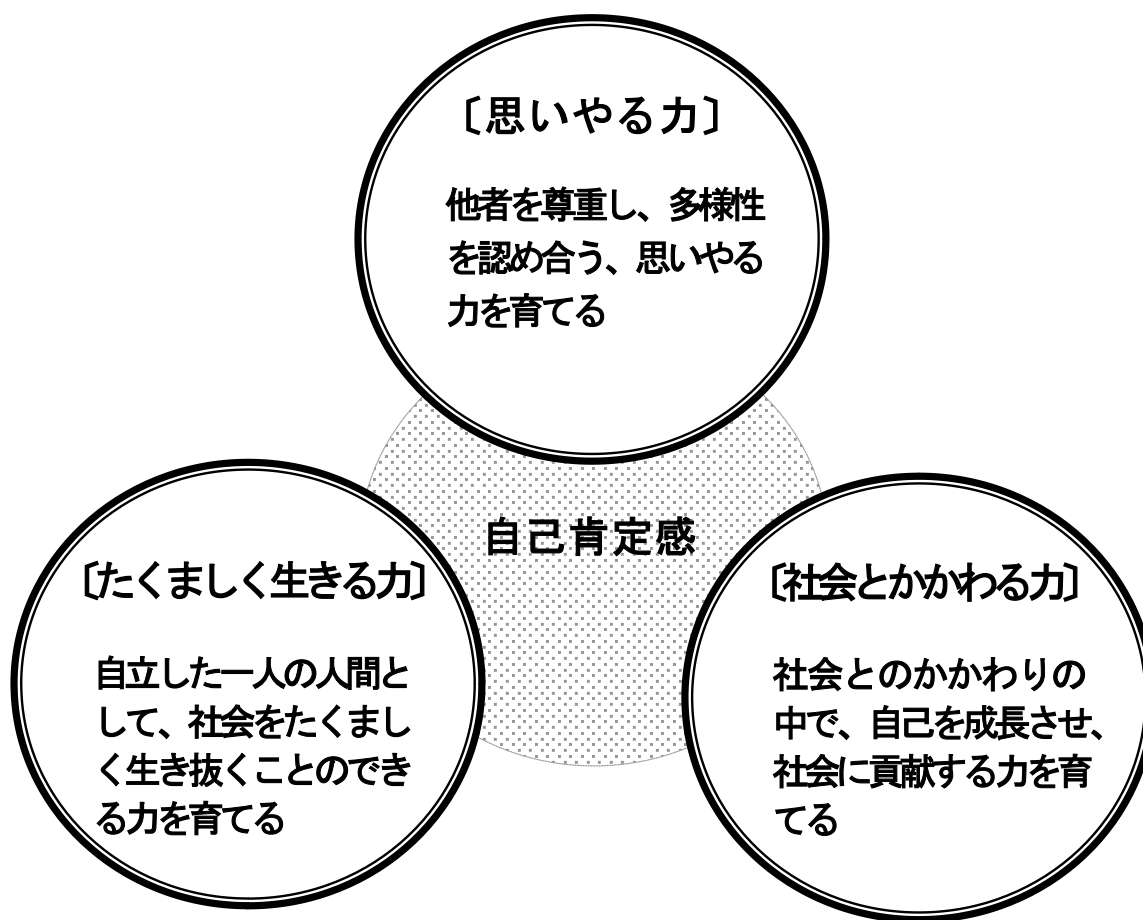 〔思いやる力〕
他者を尊重し、多様性
を認め合う、思いやる
力を育てる
自己肯定感
〔たくましく生きる力〕
自立した一人の人間と
して、社会をたくまし
く生き抜くことのでき
る力を育てる
〔社会とかかわる力〕
社会とのかかわりの
中で、自己を成長させ、
社会に貢献する力を育
てる